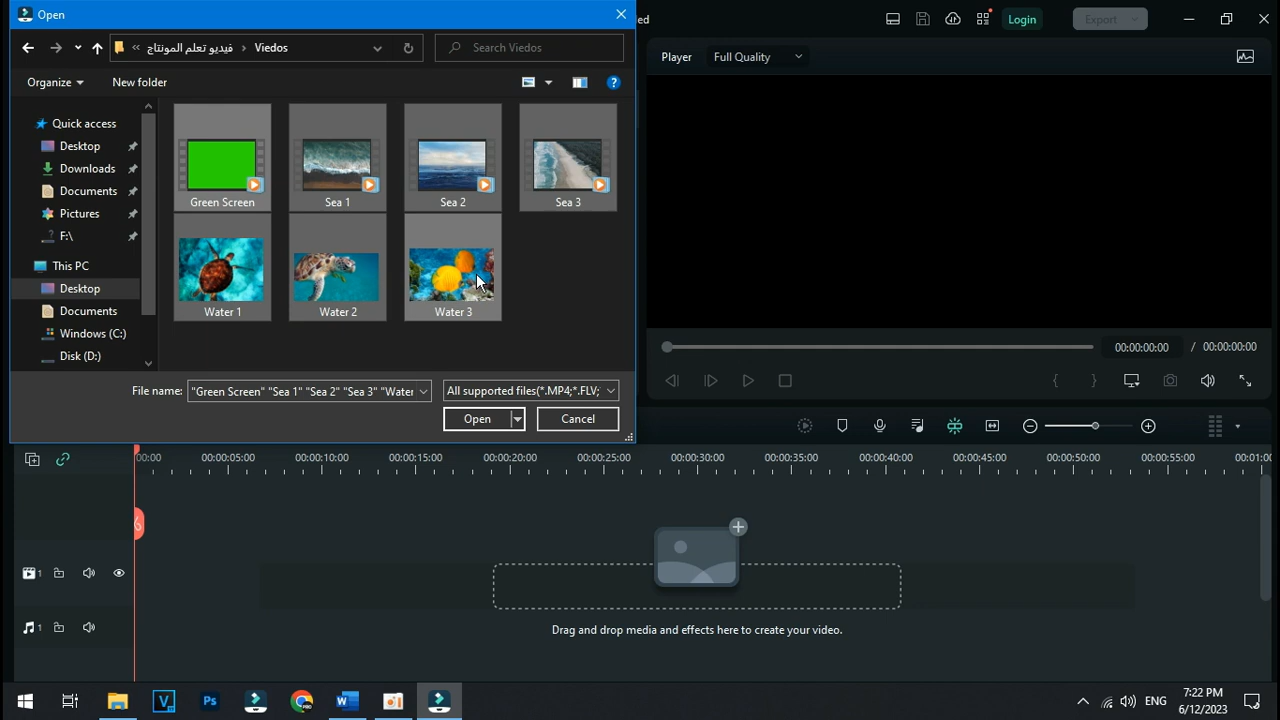 Open
ed
Login
Export
فيديو تعلم المونتاج
Viedos
Search Viedos
Player
Full Quality
Organize
New folder
Quick access
Desktop
Downloads
Documents
Pictures
F:\
This PC
Desktop
Documents
Windows (C:)
Disk (D:)
Green Screen
Sea 1
Sea 2
Sea 3
Water 1
Water 2
Water 3
00:00:00:00 / 00:00:00:00
{ }
File name: "Green Screen" "Sea 1" "Sea 2" "Sea 3" "Water
All supported files(*.MP4;*.FLV;
Open
Cancel
00:00 00:00:05:00 00:00:10:00 00:00:15:00 00:00:20:00 00:00:25:00 00:00:30:00 00:00:35:00 00:00:40:00 00:00:45:00 00:00:50:00 00:00:55:00 00:01:0
1
1
Drag and drop media and effects here to create your video.
V
Ps
PRO
W
ENG
7:22 PM
6/12/2023